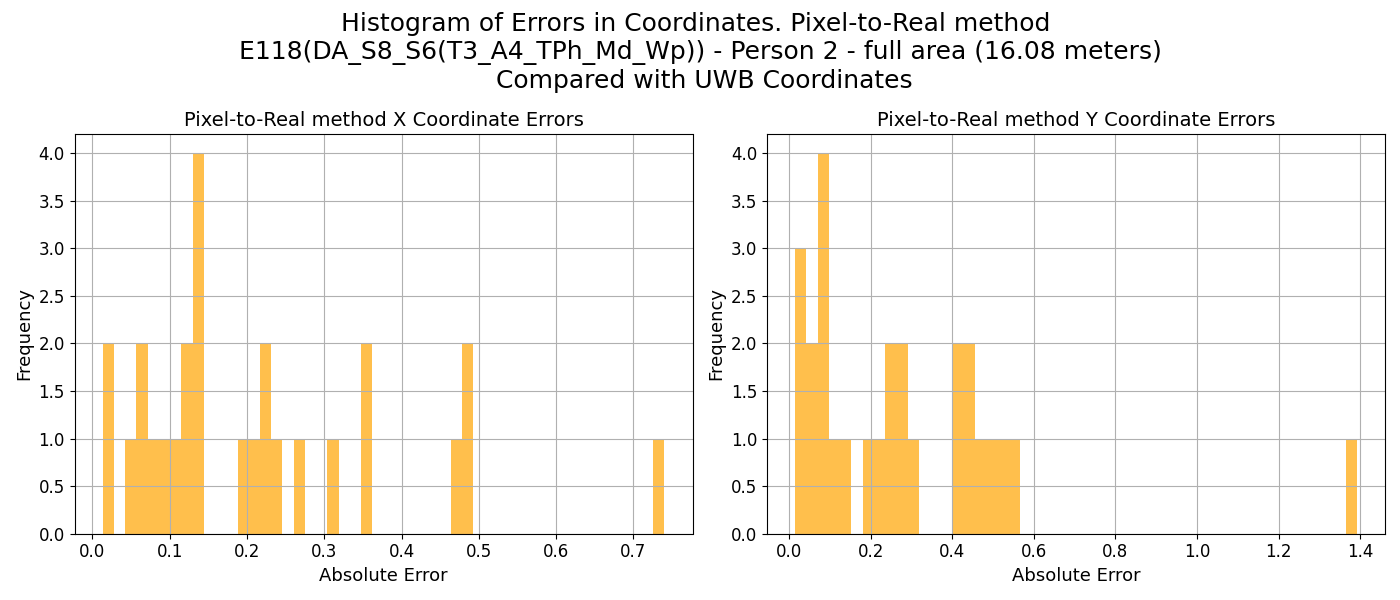 Histogram of Errors in Coordinates. Pixel-to-Real method
E118(DA_S8_S6(T3_A4_TPh_Md_Wp)) - Person 2 - full area (16.08 meters)
Compared with UWB Coordinates
Pixel-to-Real method X Coordinate Errors
4.0
3.5
3.0
2.5
2.0
1.5
1.0
0.5
0.0
Frequency
0.0 0.1 0.2 0.3 0.4 0.5 0.6 0.7
Absolute Error
Pixel-to-Real method Y Coordinate Errors
4.0
3.5
3.0
2.5
2.0
1.5
1.0
0.5
0.0
Frequency
0.0 0.2 0.4 0.6 0.8 1.0 1.2 1.4
Absolute Error